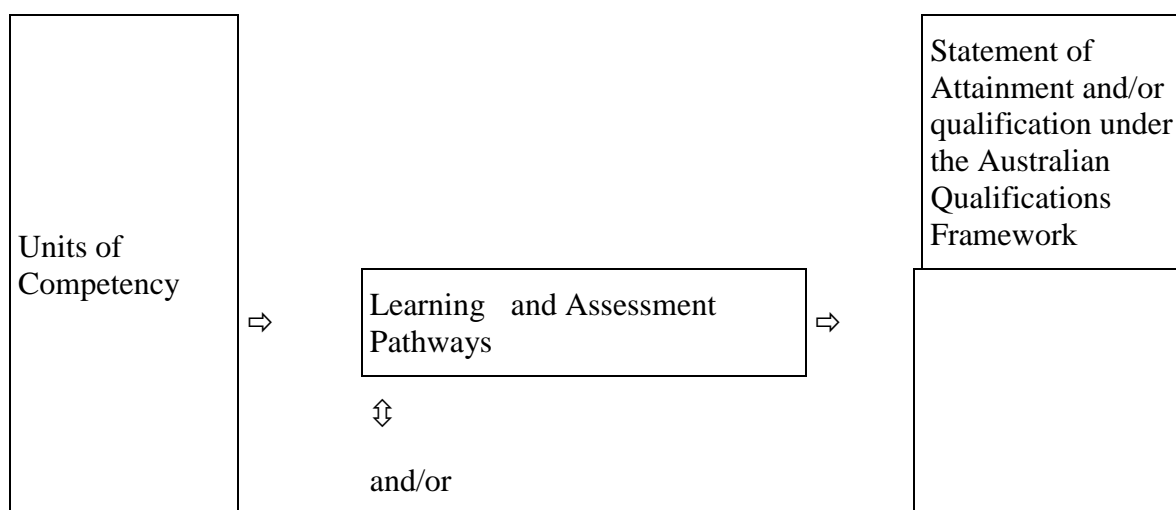 Units of
Competency
⇨
Learning and Assessment
Pathways
⇳
and/or
⇨
Statement of
Attainment and/or
qualification under
the Australian
Qualifications
Framework